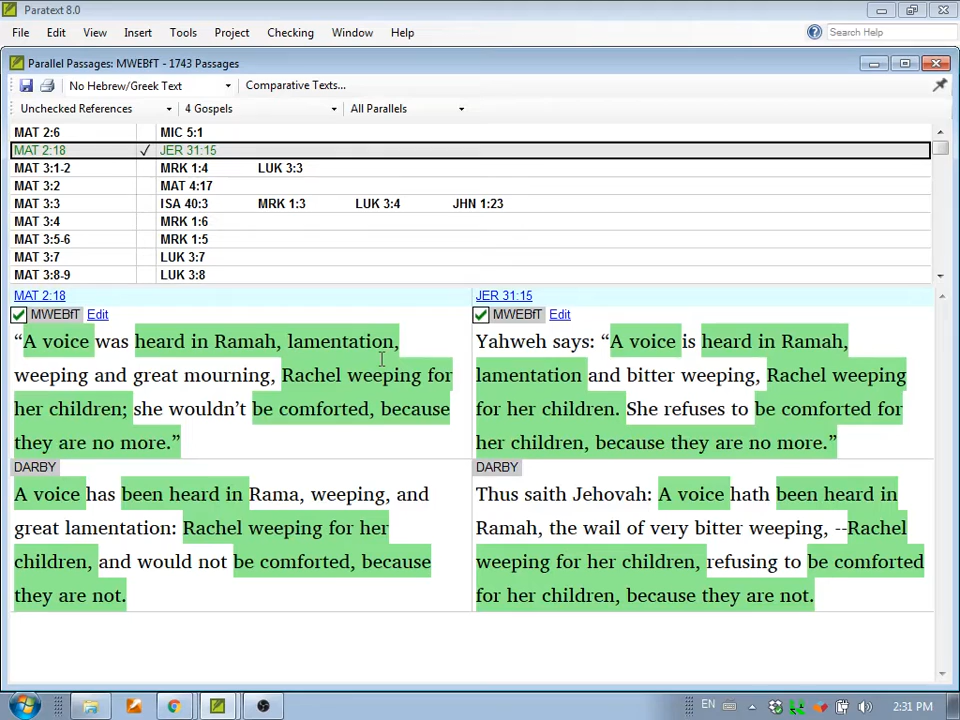 Paratext 8.0
File Edit View Insert Tools Project Checking Window Help Search Help
Parallel Passages: MWEBfT - 1743 Passages
No Hebrew/Greek Text Comparative Texts...
Unchecked References 4 Gospels All Parallels
MAT 2:6 MIC 5:1
MAT 2:18 ✓ JER 31:15
MAT 3:1-2 MRK 1:4 LUK 3:3
MAT 3:2 MAT 4:17
MAT 3:3 ISA 40:3 MRK 1:3 LUK 3:4 JHN 1:23
MAT 3:4 MRK 1:6
MAT 3:5-6 MRK 1:5
MAT 3:7 LUK 3:7
MAT 3:8-9 LUK 3:8
MAT 2:18
MWEBfT Edit
“A voice was heard in Ramah, lamentation,
weeping and great mourning, Rachel weeping for
her children; she wouldn’t be comforted, because
they are no more.”
DARBY
A voice has been heard in Rama, weeping, and
great lamentation: Rachel weeping for her
children, and would not be comforted, because
they are not.
JER 31:15
MWEBfT Edit
Yahweh says: “A voice is heard in Ramah,
lamentation and bitter weeping, Rachel weeping
for her children. She refuses to be comforted for
her children, because they are no more.”
DARBY
Thus saith Jehovah: A voice hath been heard in
Ramah, the wail of very bitter weeping, --Rachel
weeping for her children, refusing to be comforted
for her children, because they are not.
EN 2:31 PM